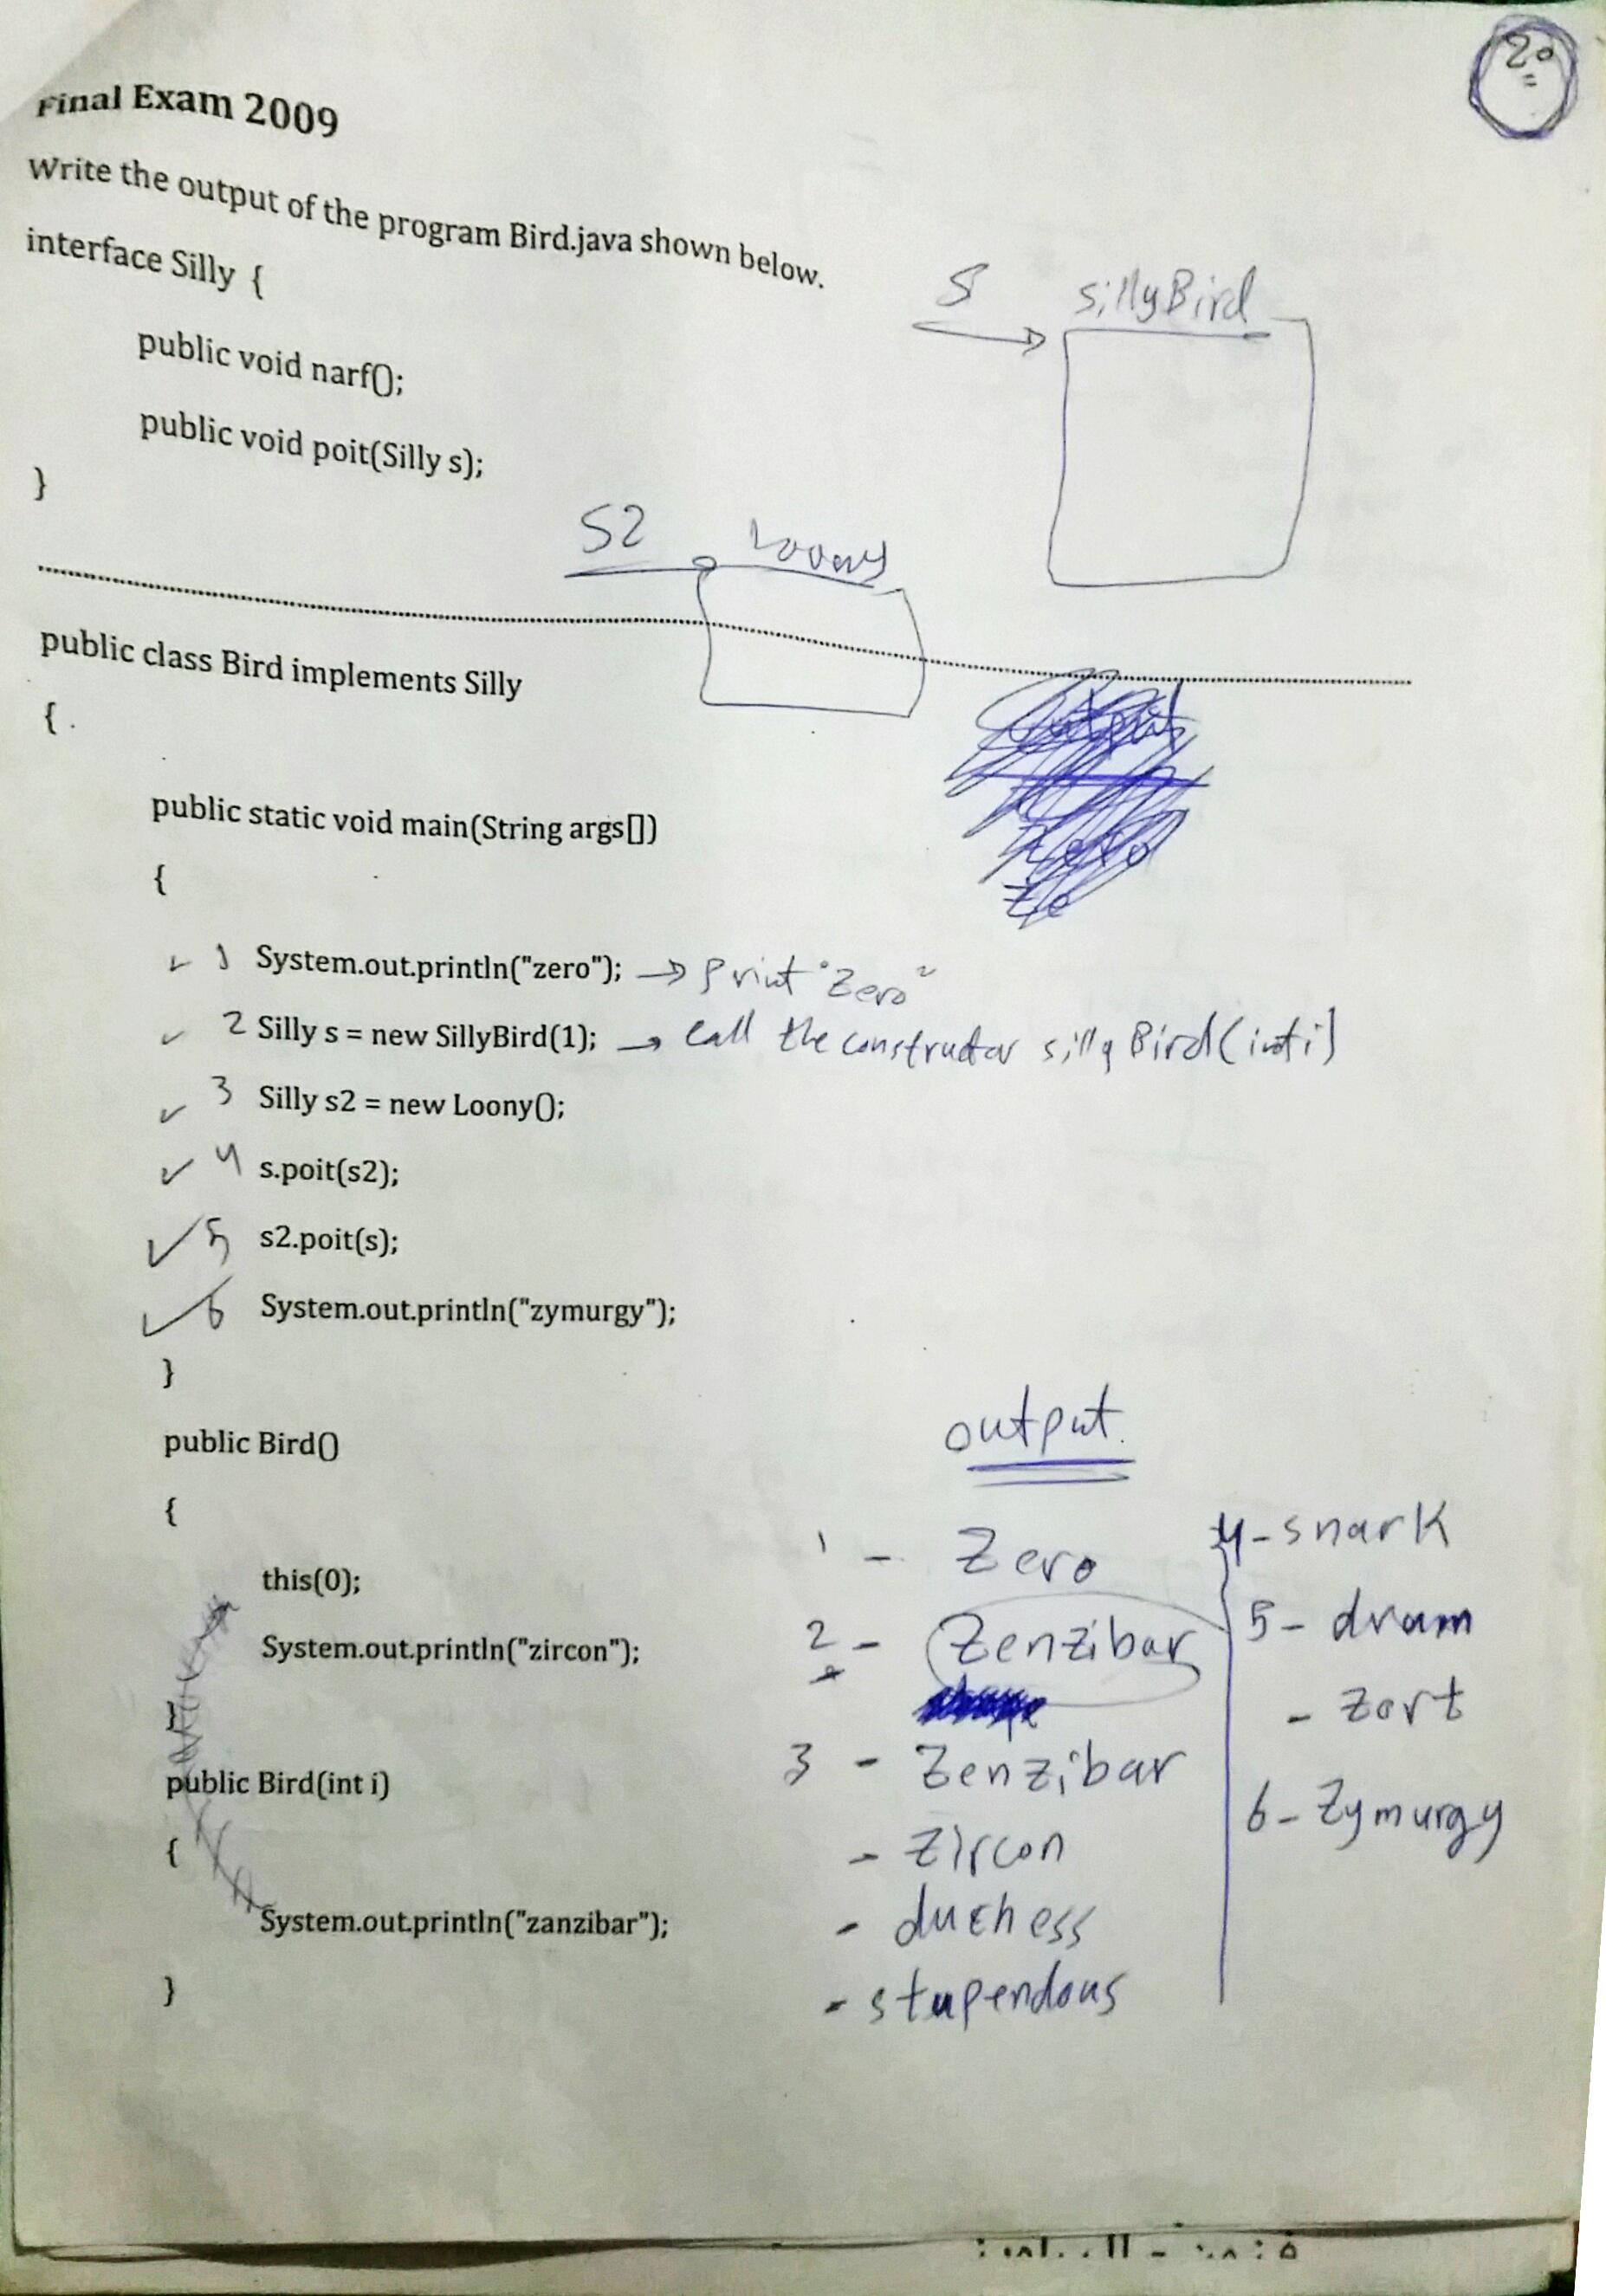 20
Final Exam 2009
Write the output of the program Bird.java shown below.
interface Silly {
S
sillyBird
public void narf();
public void poit(Silly s);
}
S2
Loony
public class Bird implements Silly
{
public static void main(String args[])
{
1 System.out.println("zero"); → print "Zero"
2 Silly s = new SillyBird(1); → call the constructor silly Bird(int i)
3 Silly s2 = new Loony();
4 s.poit(s2);
5 s2.poit(s);
6 System.out.println("zymurgy");
}
public Bird()
{
this(0);
System.out.println("zircon");
}
public Bird(int i)
{
System.out.println("zanzibar");
}
output
1 - Zero
2 - Zenzibar
3 - Zenzibar
- Zircon
- duchess
- stupendous
4 - snark
5 - dram
- Zort
6 - Zymurgy